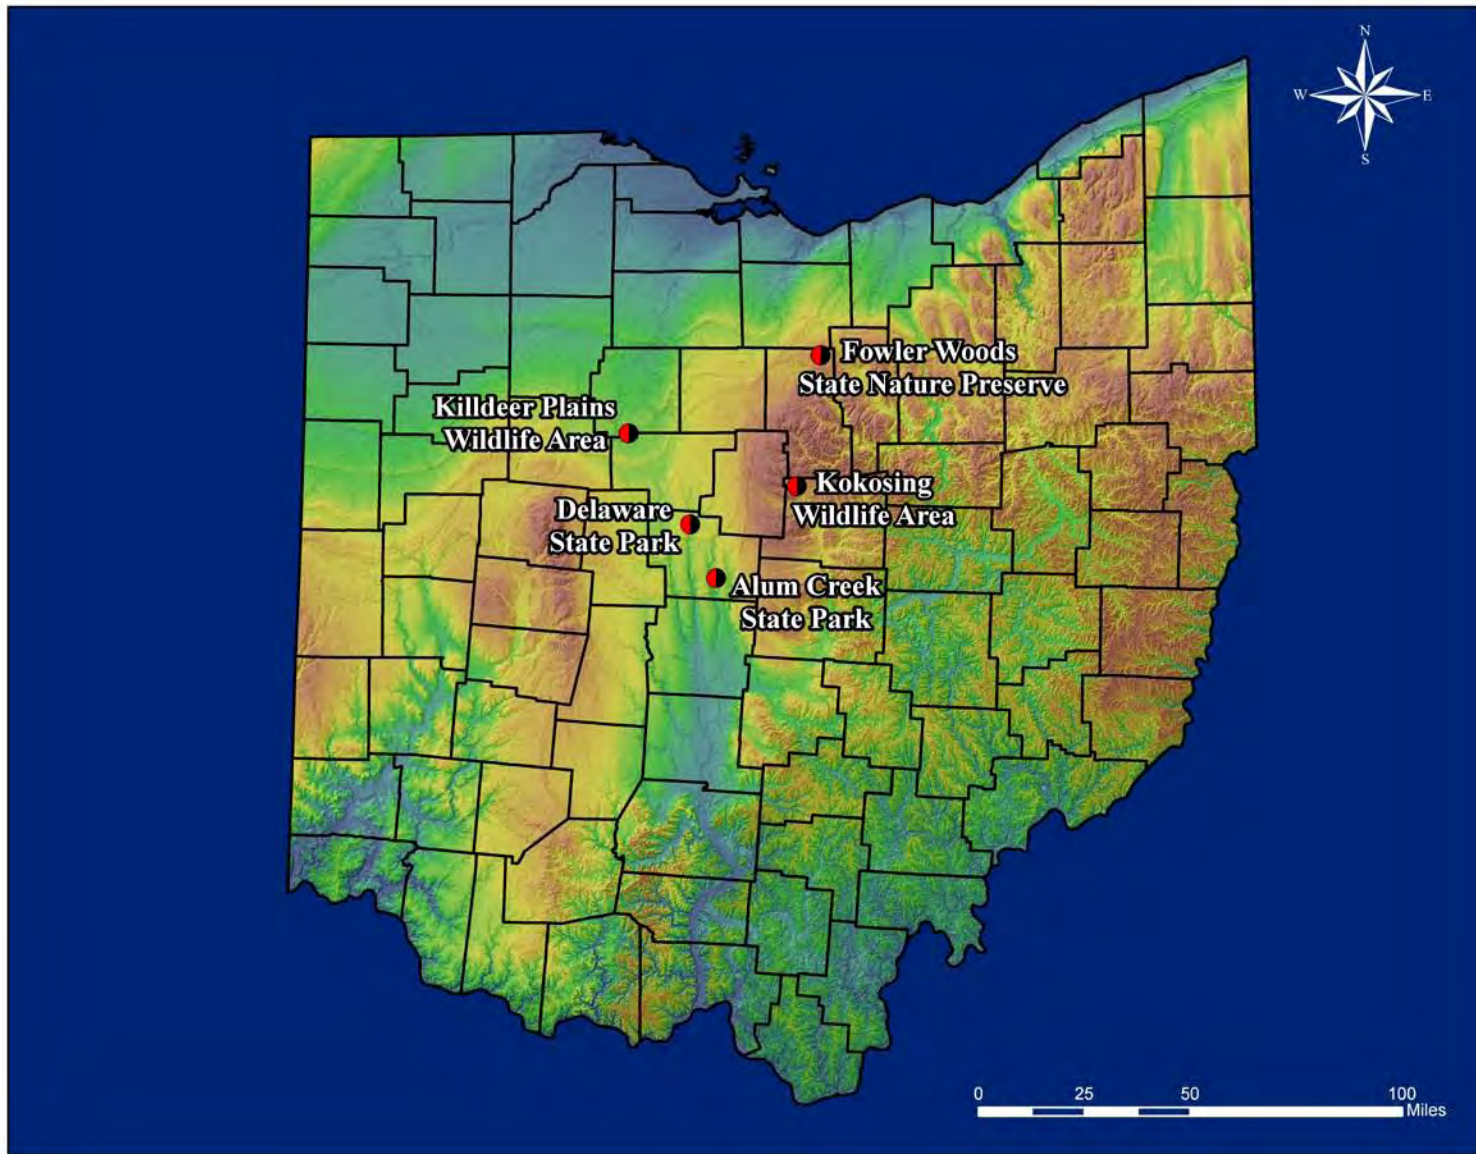 N
W E
S
Fowler Woods
State Nature Preserve
Killdeer Plains
Wildlife Area
Kokosing
Wildlife Area
Delaware
State Park
Alum Creek
State Park
0 25 50 100
Miles